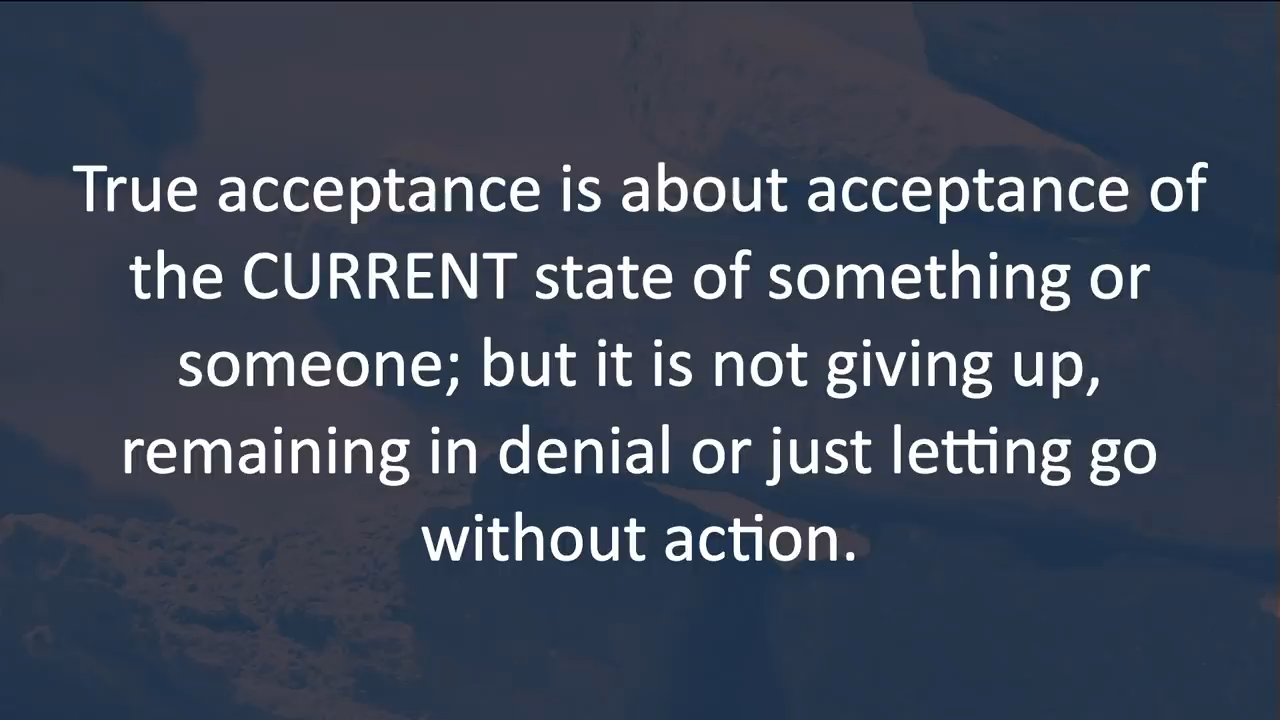 True acceptance is about acceptance of
the CURRENT state of something or
someone; but it is not giving up,
remaining in denial or just letting go
without action.